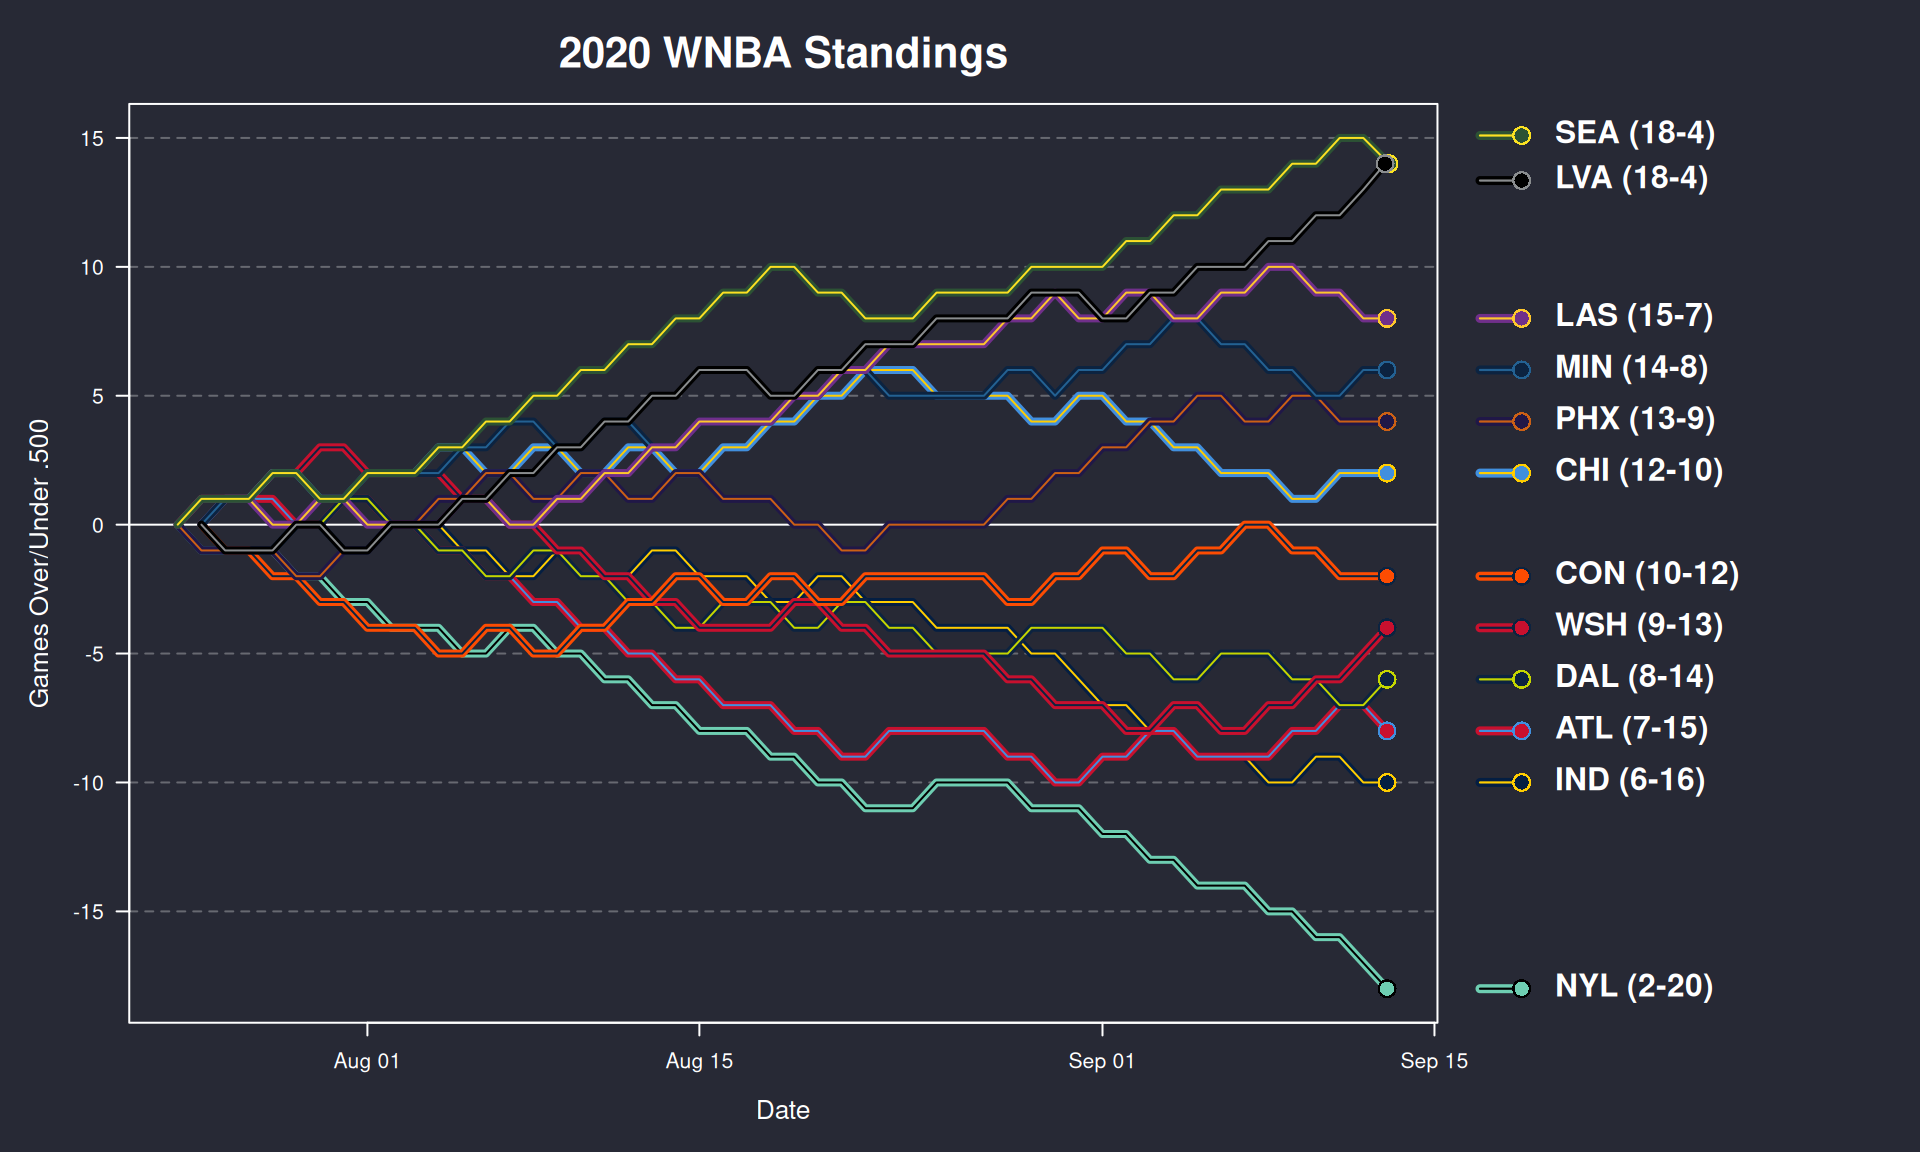 2020 WNBA Standings
Games Over/Under .500
15
10
5
0
-5
-10
-15
Aug 01
Aug 15
Sep 01
Sep 15
Date
SEA (18-4)
LVA (18-4)
LAS (15-7)
MIN (14-8)
PHX (13-9)
CHI (12-10)
CON (10-12)
WSH (9-13)
DAL (8-14)
ATL (7-15)
IND (6-16)
NYL (2-20)